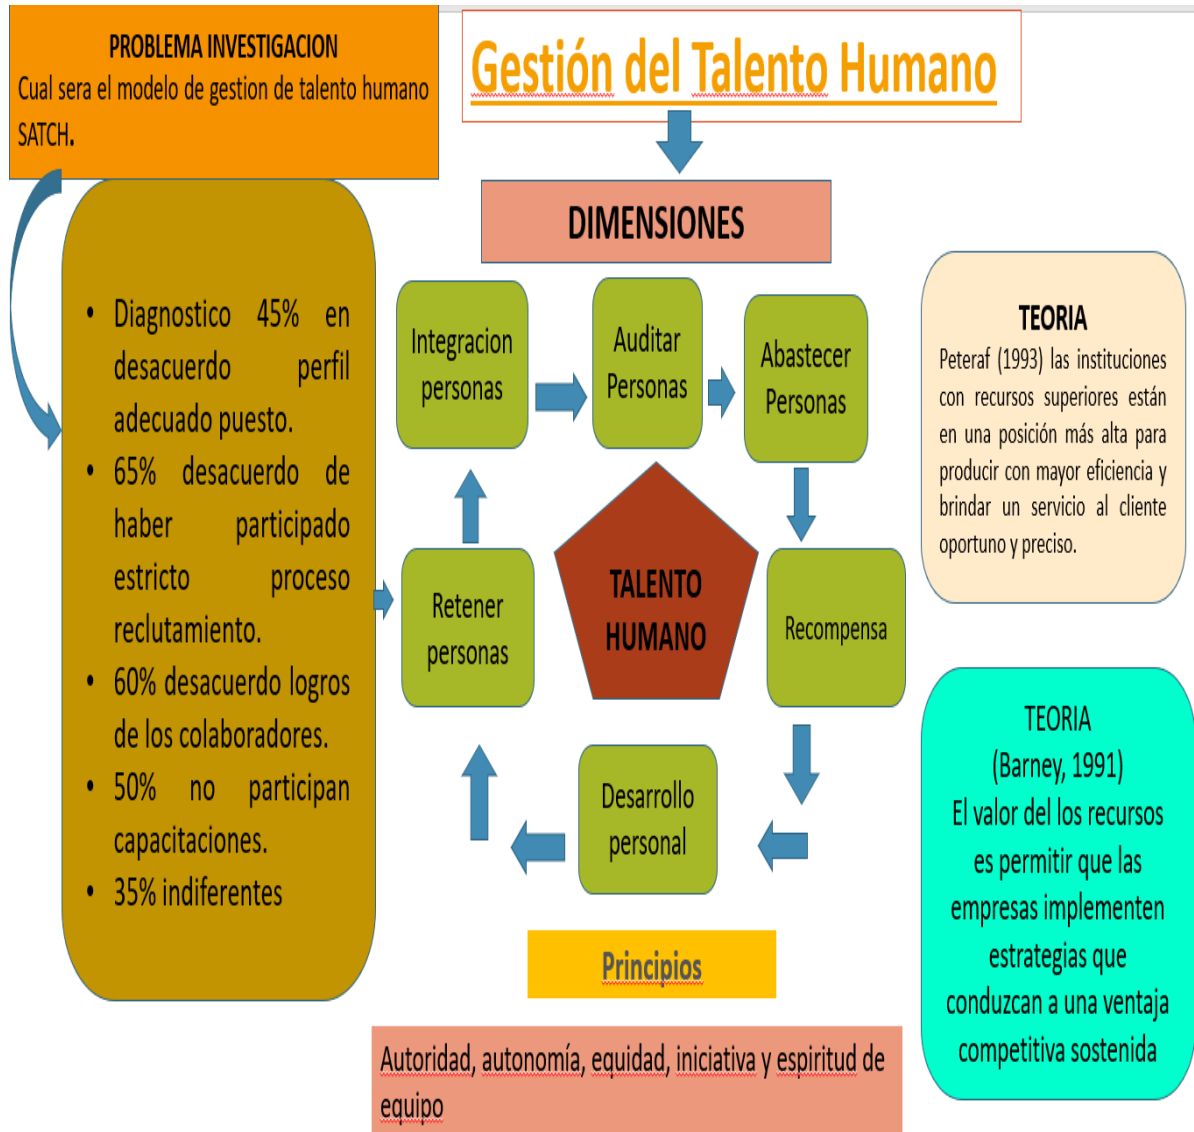 PROBLEMA INVESTIGACION
Cual sera el modelo de gestion de talento humano
SATCH.
Gestión del Talento Humano
DIMENSIONES
• Diagnostico 45% en
desacuerdo perfil
adecuado puesto.
• 65% desacuerdo de
haber participado
estricto proceso
reclutamiento.
• 60% desacuerdo logros
de los colaboradores.
• 50% no participan
capacitaciones.
• 35% indiferentes
Integracion
personas
Auditar
Personas
Abastecer
Personas
Retener
personas
TALENTO
HUMANO
Recompensa
Desarrollo
personal
Principios
Autoridad, autonomía, equidad, iniciativa y espiritud de
equipo
TEORIA
Peteraf (1993) las instituciones
con recursos superiores están
en una posición más alta para
producir con mayor eficiencia y
brindar un servicio al cliente
oportuno y preciso.
TEORIA
(Barney, 1991)
El valor del los recursos
es permitir que las
empresas implementen
estrategias que
conduzcan a una ventaja
competitiva sostenida